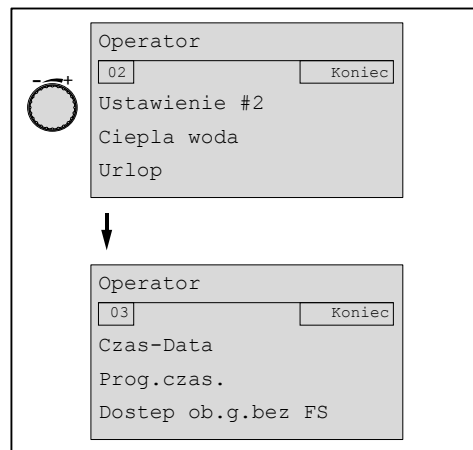 Operator
02 Koniec
- +
Ustawienie #2
Ciepla woda
Urlop
Operator
03 Koniec
Czas-Data
Prog.czas.
Dostep ob.g.bez FS